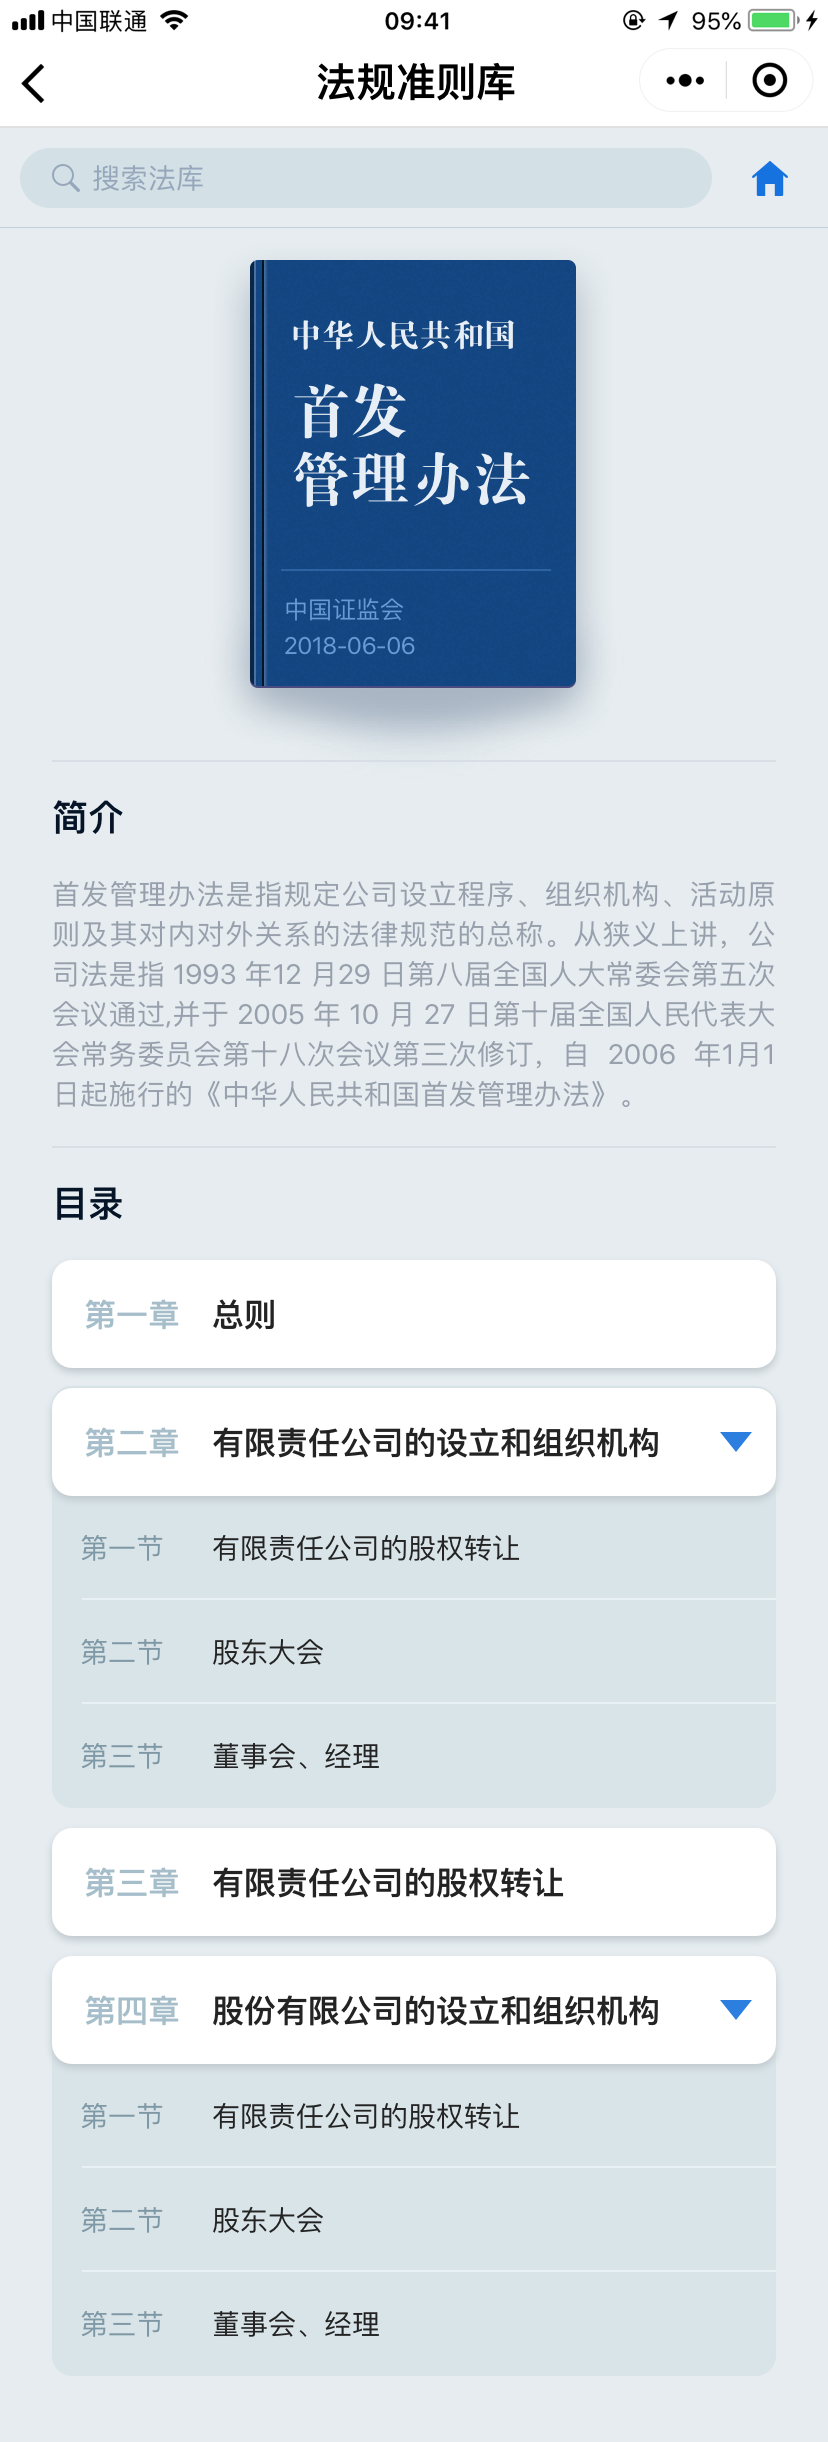 中国联通
09:41
95%
法规准则库
搜索法库
中华人民共和国
首发
管理办法
中国证监会
2018-06-06
简介
首发管理办法是指规定公司设立程序、组织机构、活动原
则及其对内对外关系的法律规范的总称。从狭义上讲，公
司法是指 1993 年12 月29 日第八届全国人大常委会第五次
会议通过,并于 2005 年 10 月 27 日第十届全国人民代表大
会常务委员会第十八次会议第三次修订，自 2006 年1月1
日起施行的《中华人民共和国首发管理办法》。
目录
第一章 总则
第二章 有限责任公司的设立和组织机构
第一节 有限责任公司的股权转让
第二节 股东大会
第三节 董事会、经理
第三章 有限责任公司的股权转让
第四章 股份有限公司的设立和组织机构
第一节 有限责任公司的股权转让
第二节 股东大会
第三节 董事会、经理